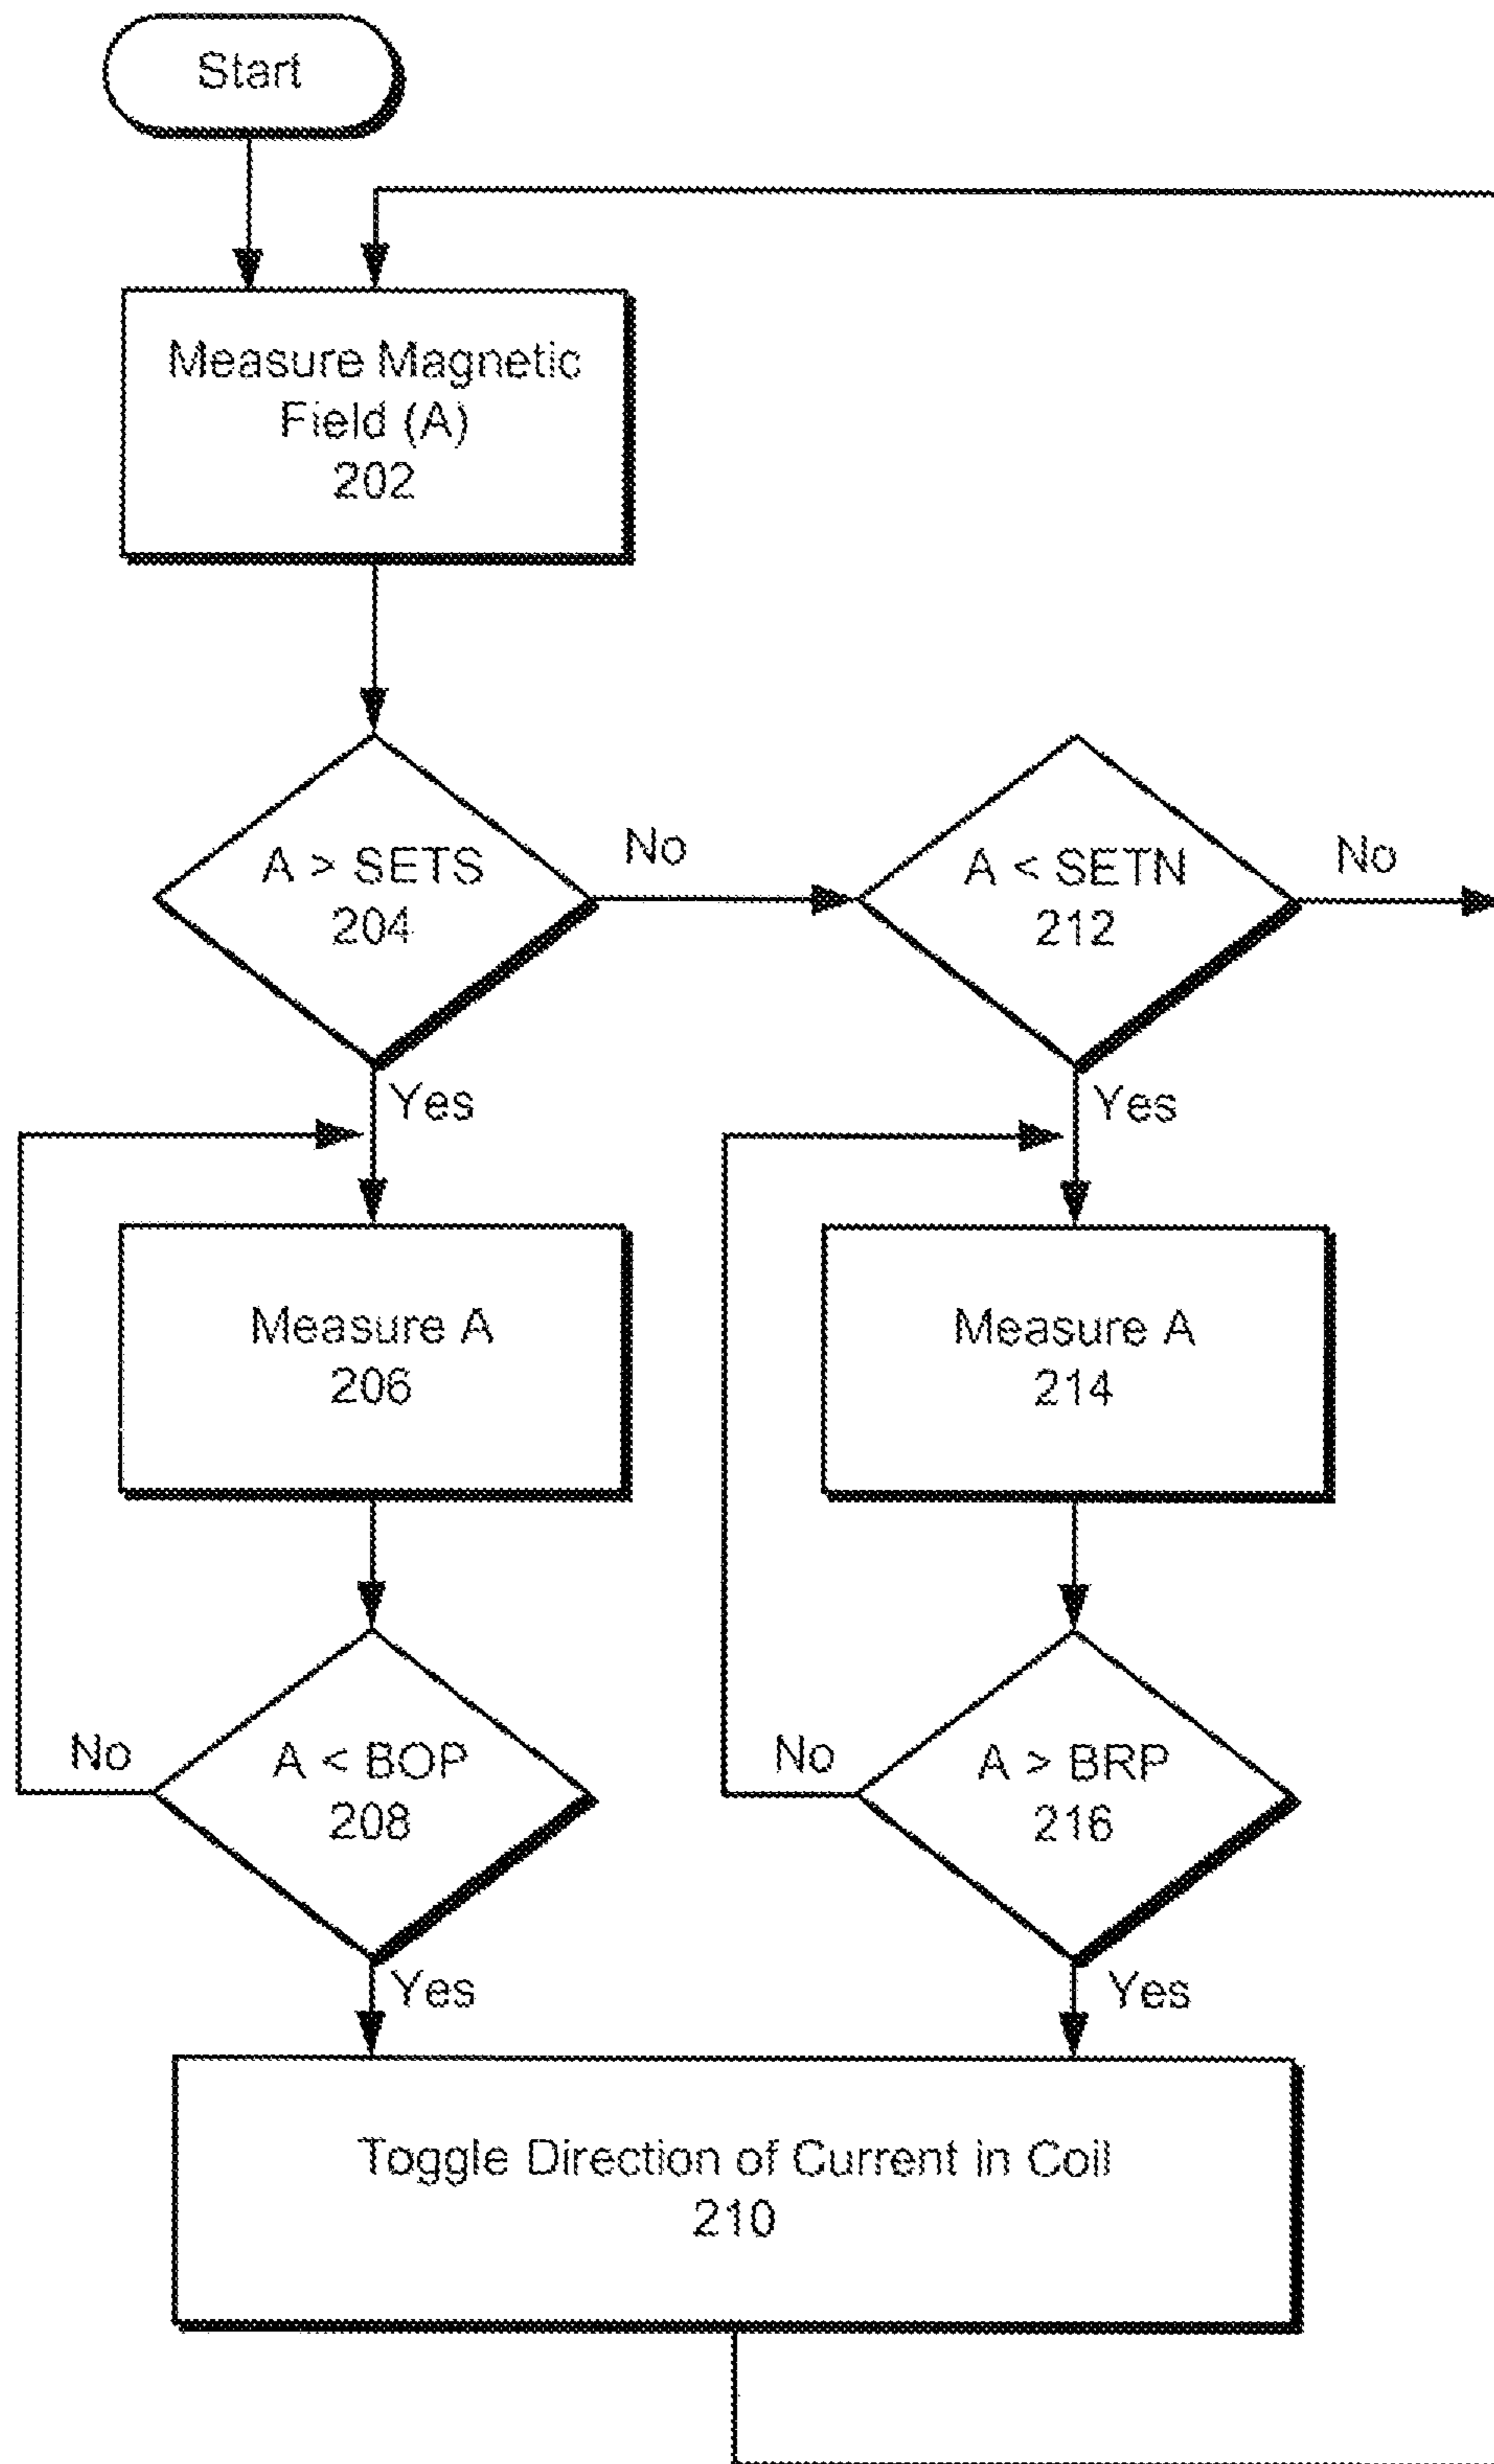 Start
Measure Magnetic
Field (A)
202
A > SETS
204
No
A < SETN
212
No
Yes
Yes
Measure A
206
Measure A
214
No
A < BOP
208
No
A > BRP
216
Yes
Yes
Toggle Direction of Current in Coil
210